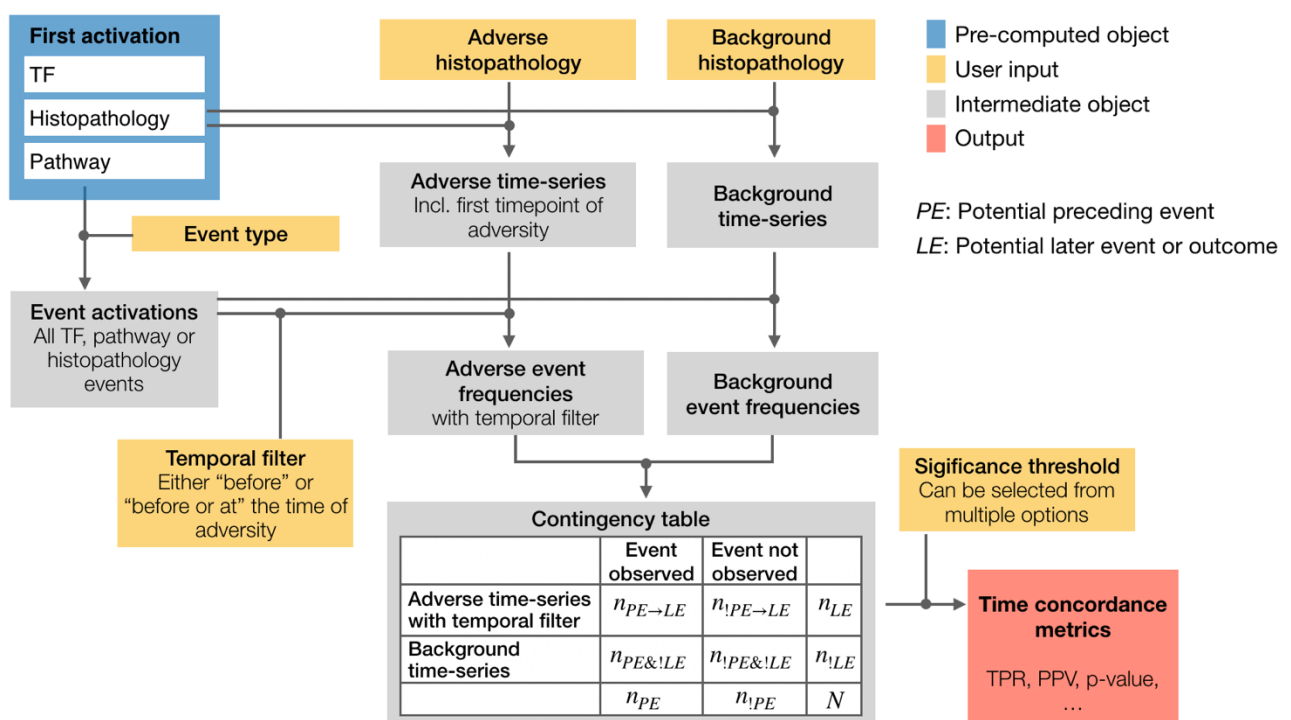 First activation
TF
Histopathology
Pathway
Adverse
histopathology
Background
histopathology
Pre-computed object
User input
Intermediate object
Output
PE: Potential preceding event
LE: Potential later event or outcome
Event type
Adverse time-series
Incl. first timepoint of
adversity
Background
time-series
Event activations
All TF, pathway or
histopathology
events
Adverse event
frequencies
with temporal filter
Background
event frequencies
Temporal filter
Either “before” or
“before or at” the time of
adversity
Sigificance threshold
Can be selected from
multiple options
Contingency table
Event
observed
Event not
observed
Adverse time-series
with temporal filter
n_{PE→LE}
n_{!PE→LE}
n_{LE}
Background
time-series
n_{PE&!LE}
n_{!PE&!LE}
n_{!LE}
n_{PE}
n_{!PE}
N
Time concordance
metrics
TPR, PPV, p-value,
…